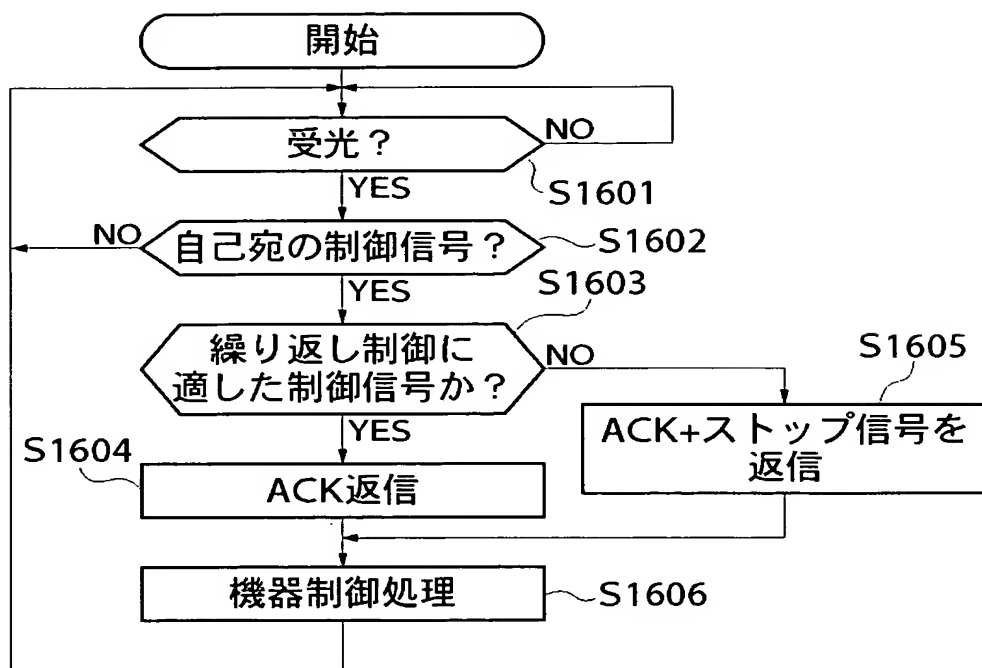 開始
受光？
NO
S1601
YES
NO
自己宛の制御信号？
S1602
YES
S1603
繰り返し制御に
適した制御信号か？
NO
S1605
YES
ACK+ストップ信号を
返信
S1604
ACK返信
機器制御処理
S1606